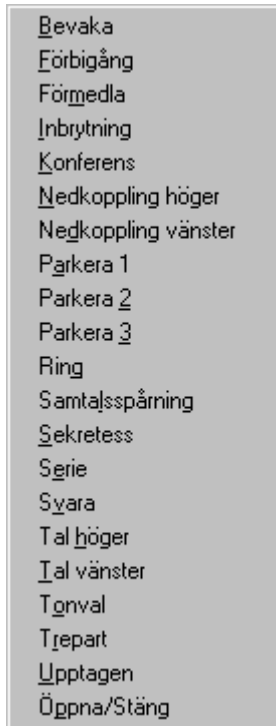 Bevaka
Förbigång
Förmedla
Inbrytning
Konferens
Nedkoppling höger
Nedkoppling vänster
Parkera 1
Parkera 2
Parkera 3
Ring
Samtalsspårning
Sekretess
Serie
Svara
Tal höger
Tal vänster
Tonval
Trepart
Upptagen
Öppna/Stäng